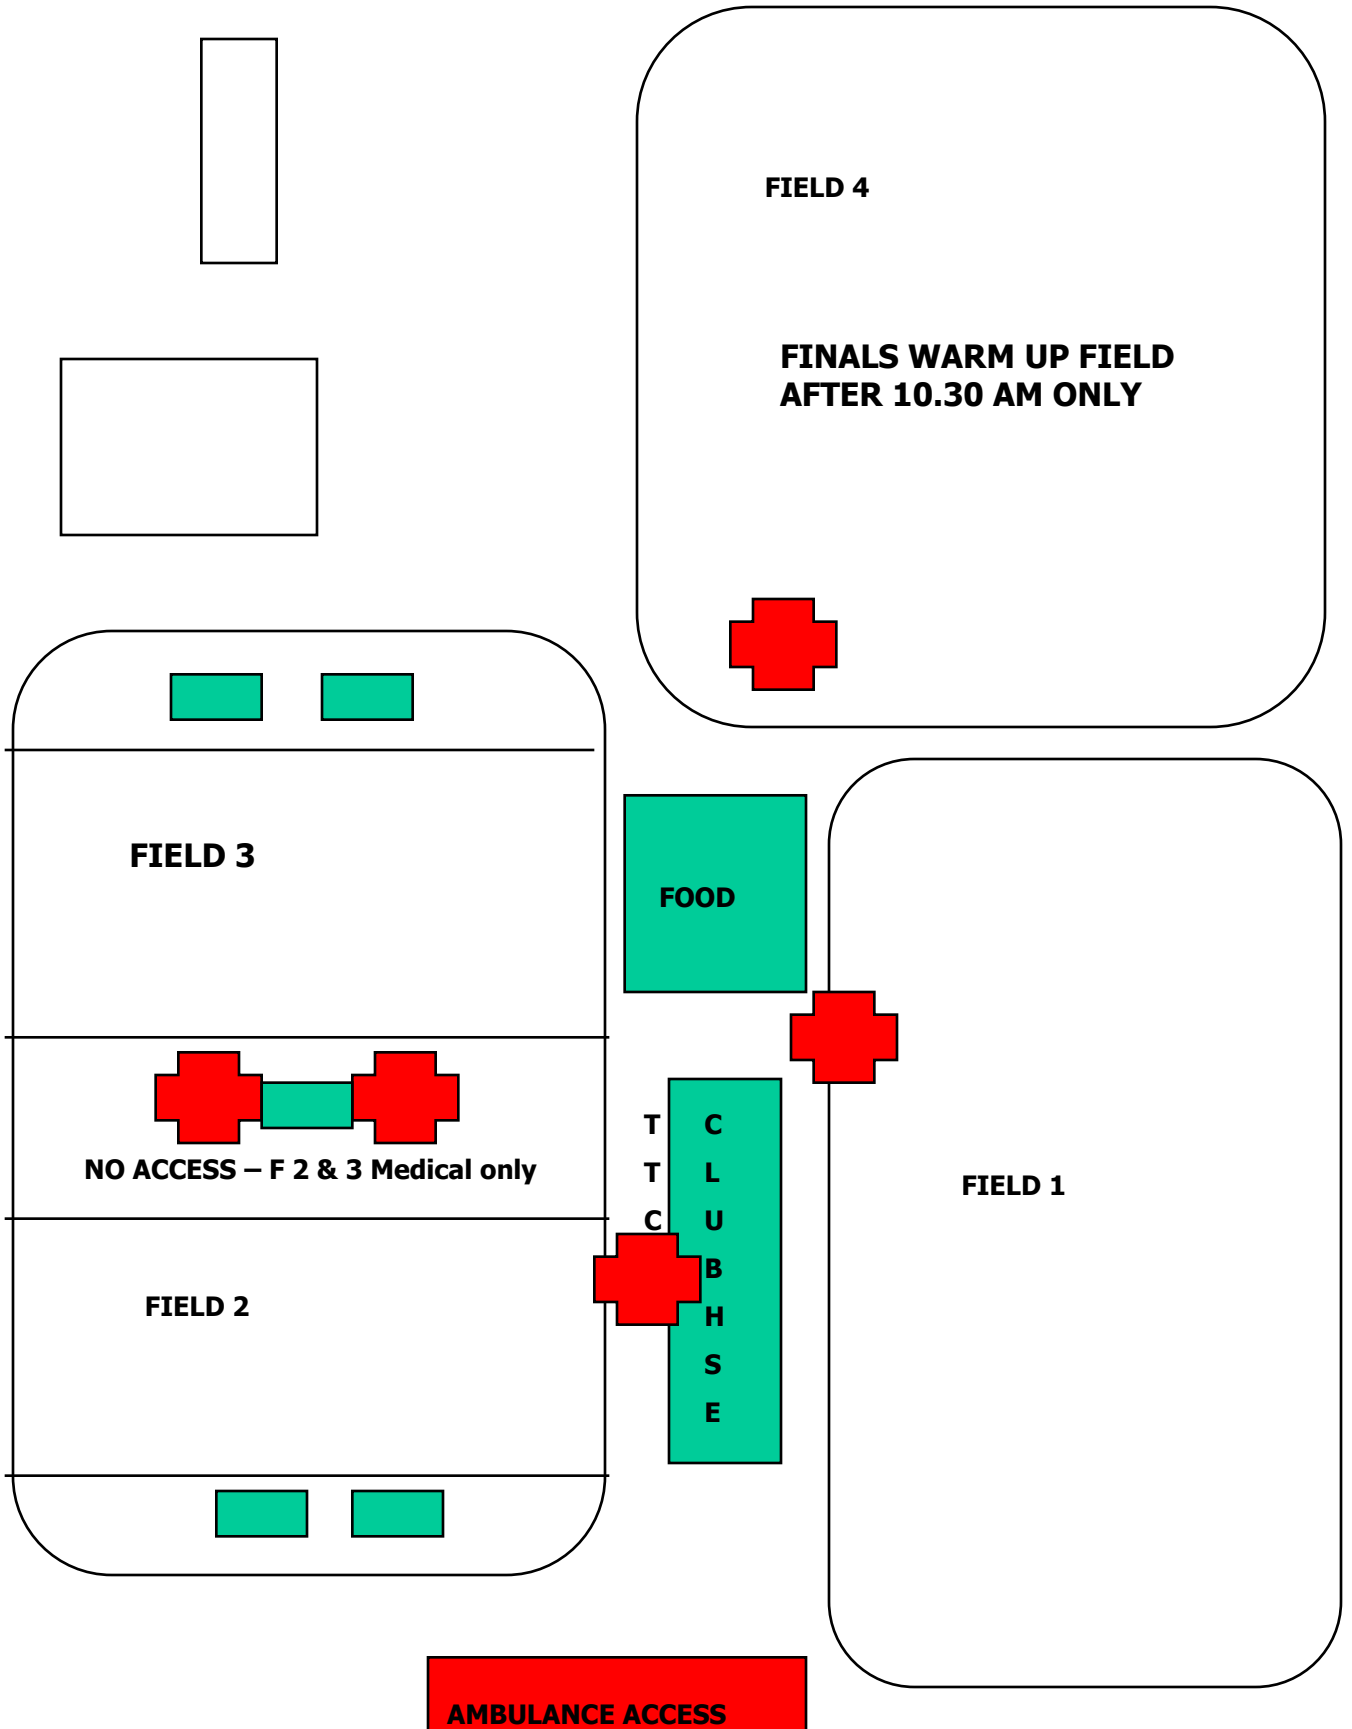 FIELD 4
FINALS WARM UP FIELD
AFTER 10.30 AM ONLY
FIELD 3
FOOD
NO ACCESS – F 2 & 3 Medical only
T
T
C
C
L
U
B
H
S
E
FIELD 1
FIELD 2
AMBULANCE ACCESS